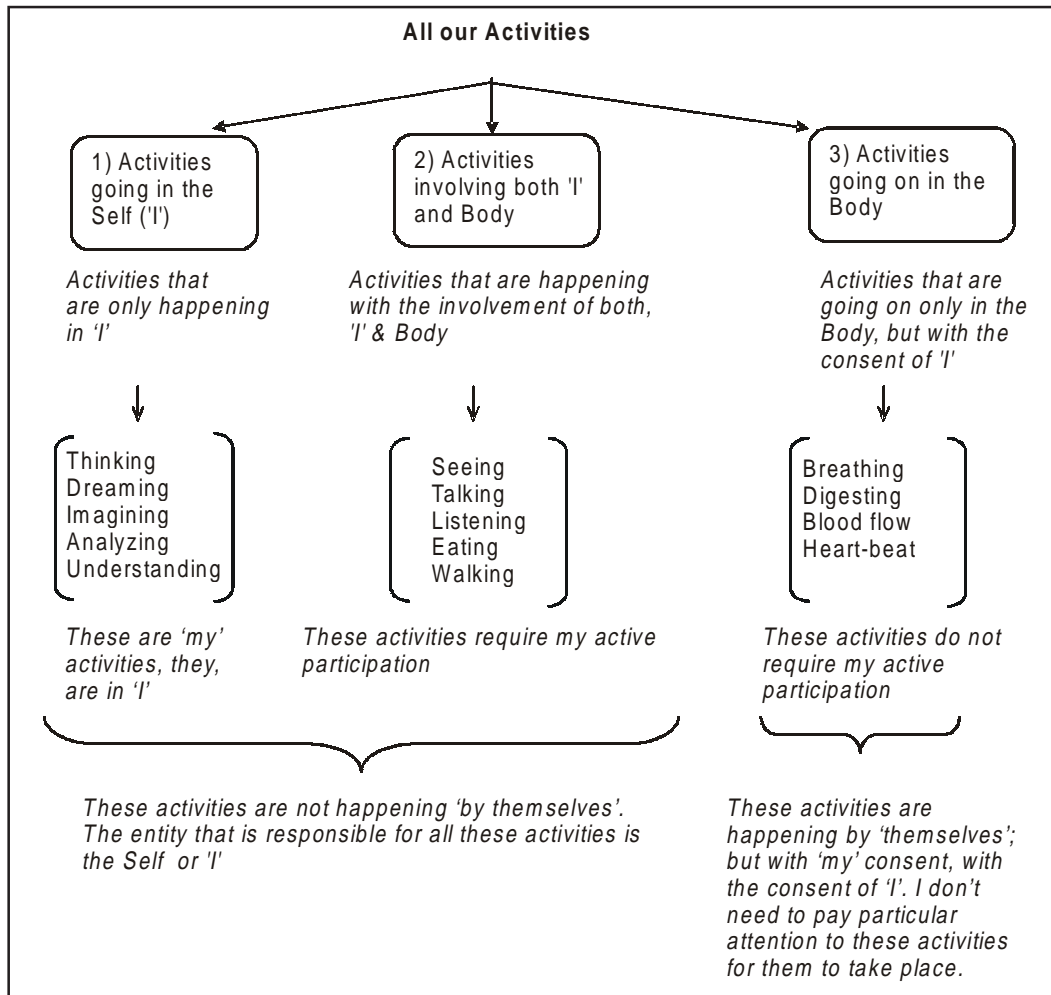 All our Activities
1) Activities
going in the
Self ('I')
2) Activities
involving both 'I'
and Body
3) Activities
going on in the
Body
Activities that
are only happening
in ‘I’
Activities that are happening
with the involvement of both,
'I' & Body
Activities that are
going on only in the
Body, but with the
consent of 'I'
Thinking
Dreaming
Imagining
Analyzing
Understanding
Seeing
Talking
Listening
Eating
Walking
Breathing
Digesting
Blood flow
Heart-beat
These are ‘my’
activities, they,
are in ‘I’
These activities require my active
participation
These activities do not
require my active
participation
These activities are not happening ‘by themselves’.
The entity that is responsible for all these activities is
the Self or 'I'
These activities are
happening by ‘themselves’;
but with ‘my’ consent, with
the consent of ‘I’. I don’t
need to pay particular
attention to these activities
for them to take place.